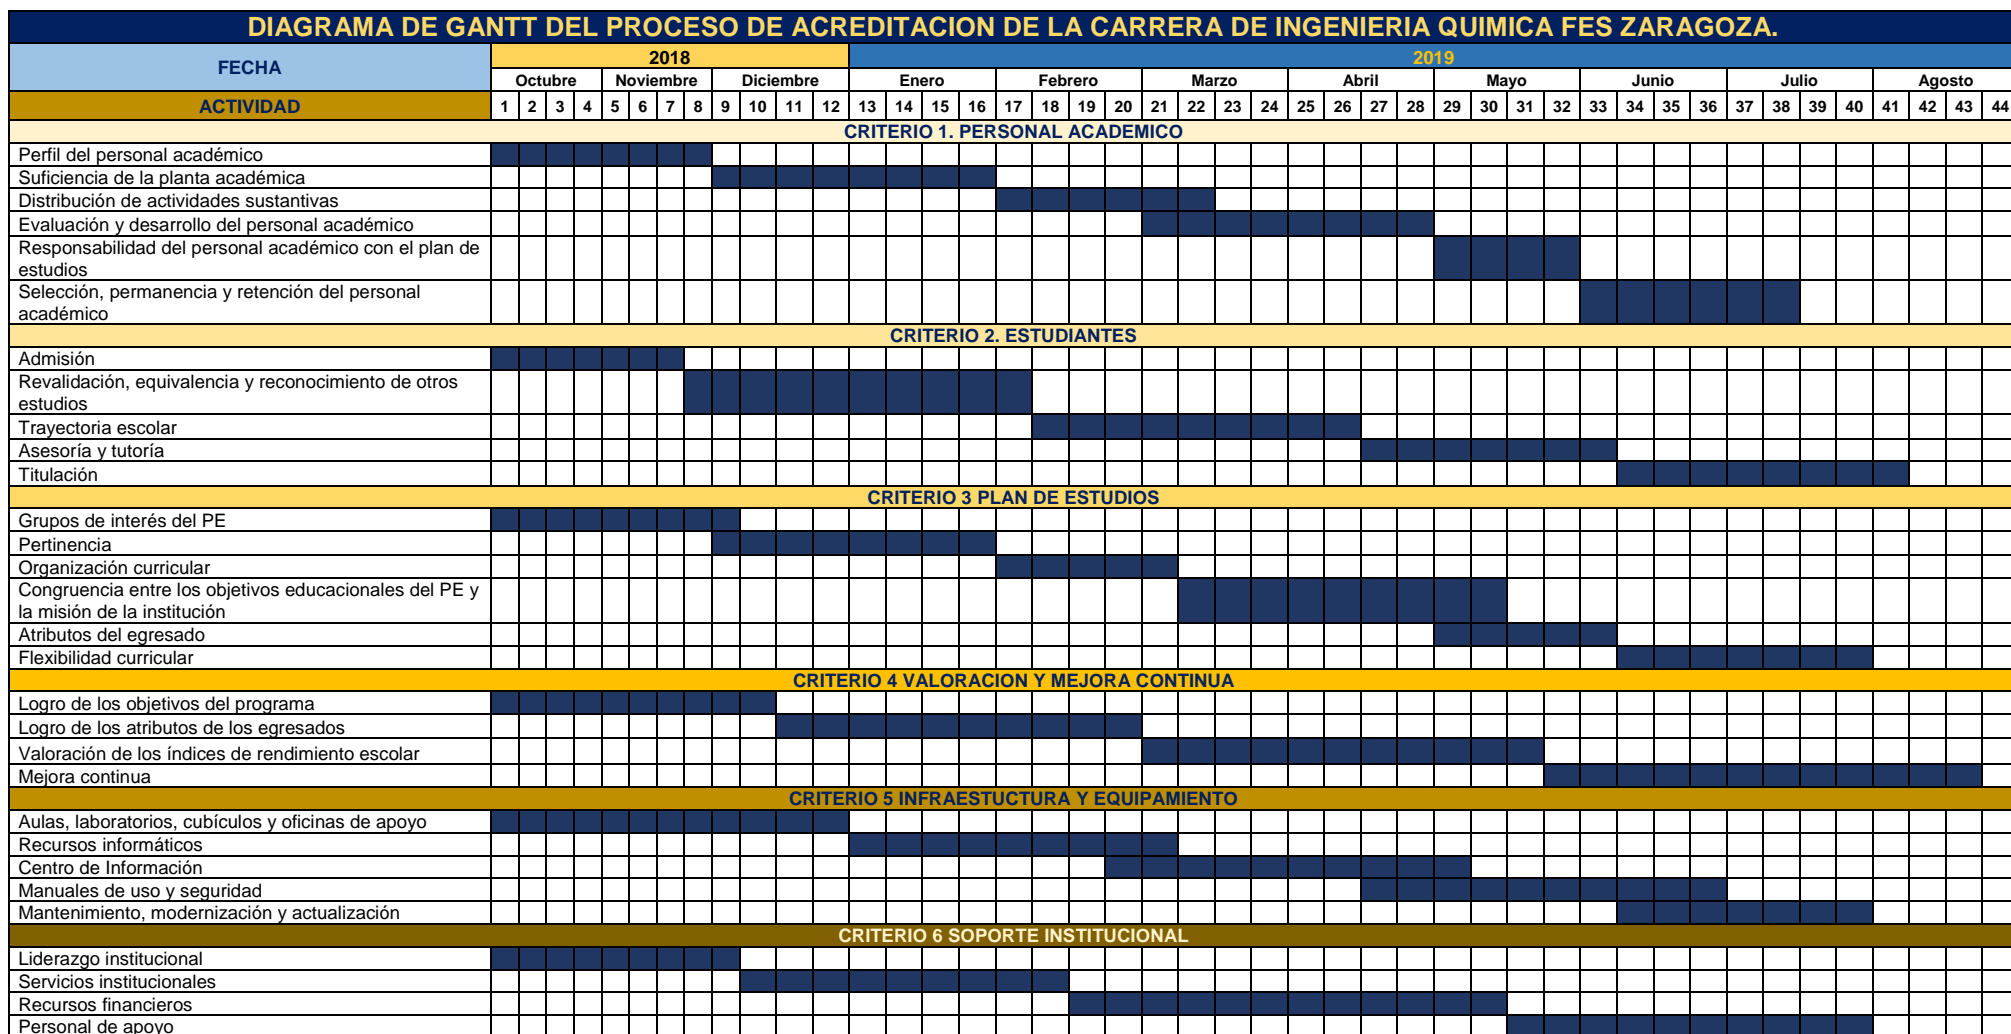 DIAGRAMA DE GANTT DEL PROCESO DE ACREDITACION DE LA CARRERA DE INGENIERIA QUIMICA FES ZARAGOZA.
FECHA
2018 2019
Octubre Noviembre Diciembre Enero Febrero Marzo Abril Mayo Junio Julio Agosto
ACTIVIDAD 1 2 3 4 5 6 7 8 9 10 11 12 13 14 15 16 17 18 19 20 21 22 23 24 25 26 27 28 29 30 31 32 33 34 35 36 37 38 39 40 41 42 43 44
CRITERIO 1. PERSONAL ACADEMICO
Perfil del personal académico
Suficiencia de la planta académica
Distribución de actividades sustantivas
Evaluación y desarrollo del personal académico
Responsabilidad del personal académico con el plan de
estudios
Selección, permanencia y retención del personal
académico
CRITERIO 2. ESTUDIANTES
Admisión
Revalidación, equivalencia y reconocimiento de otros
estudios
Trayectoria escolar
Asesoría y tutoría
Titulación
CRITERIO 3 PLAN DE ESTUDIOS
Grupos de interés del PE
Pertinencia
Organización curricular
Congruencia entre los objetivos educacionales del PE y
la misión de la institución
Atributos del egresado
Flexibilidad curricular
CRITERIO 4 VALORACION Y MEJORA CONTINUA
Logro de los objetivos del programa
Logro de los atributos de los egresados
Valoración de los índices de rendimiento escolar
Mejora continua
CRITERIO 5 INFRAESTUCTURA Y EQUIPAMIENTO
Aulas, laboratorios, cubículos y oficinas de apoyo
Recursos informáticos
Centro de Información
Manuales de uso y seguridad
Mantenimiento, modernización y actualización
CRITERIO 6 SOPORTE INSTITUCIONAL
Liderazgo institucional
Servicios institucionales
Recursos financieros
Personal de apoyo